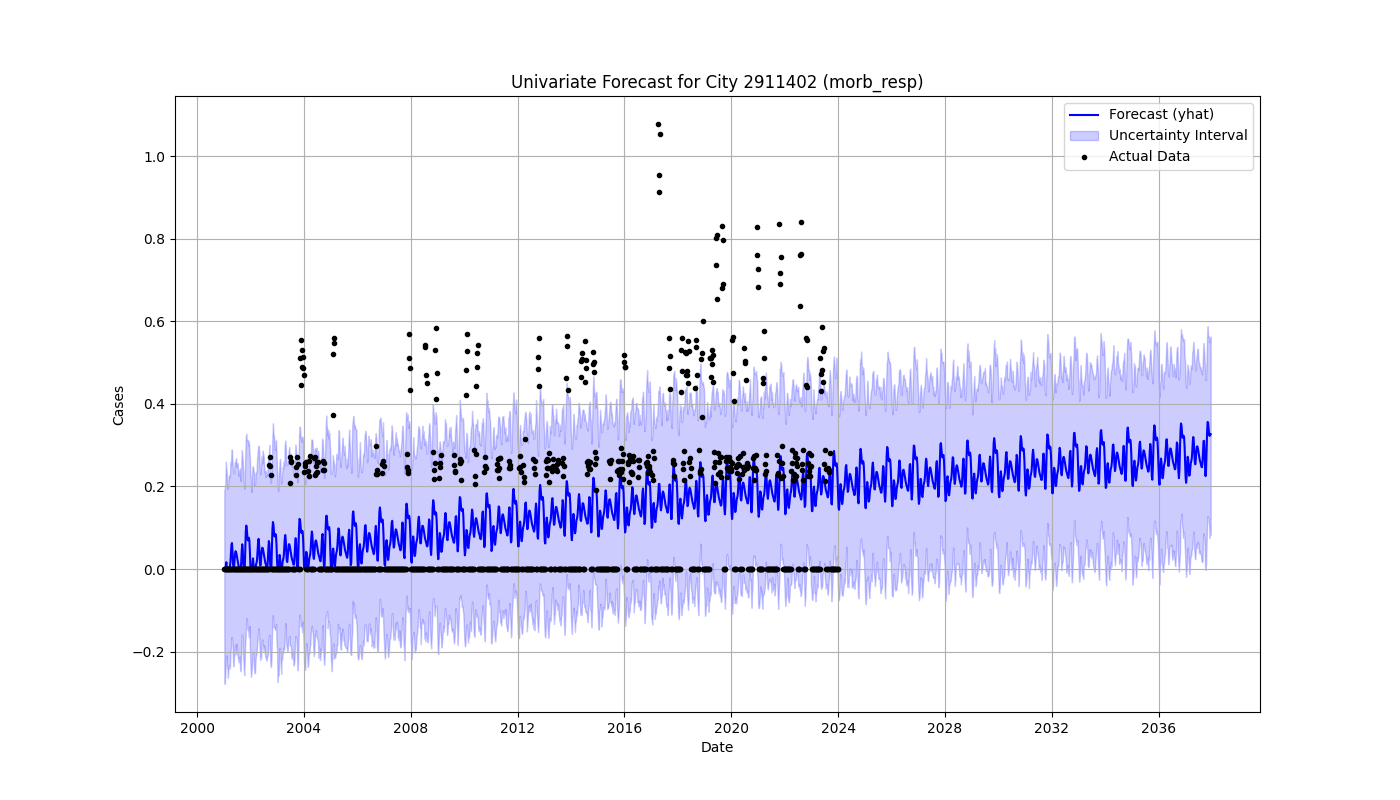 Univariate Forecast for City 2911402 (morb_resp)
Forecast (yhat)
Uncertainty Interval
Actual Data
Cases
1.0
0.8
0.6
0.4
0.2
0.0
−0.2
2000 2004 2008 2012 2016 2020 2024 2028 2032 2036
Date